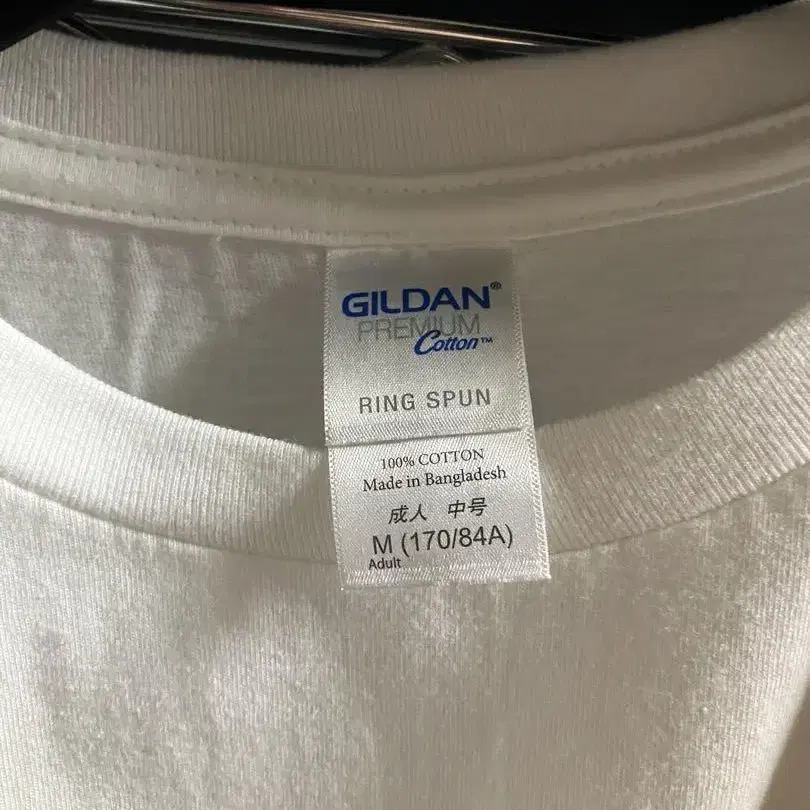 GILDAN®
PREMIUM
Cotton™
RING SPUN
100% COTTON
Made in Bangladesh
成人 中号
M (170/84A)
Adult